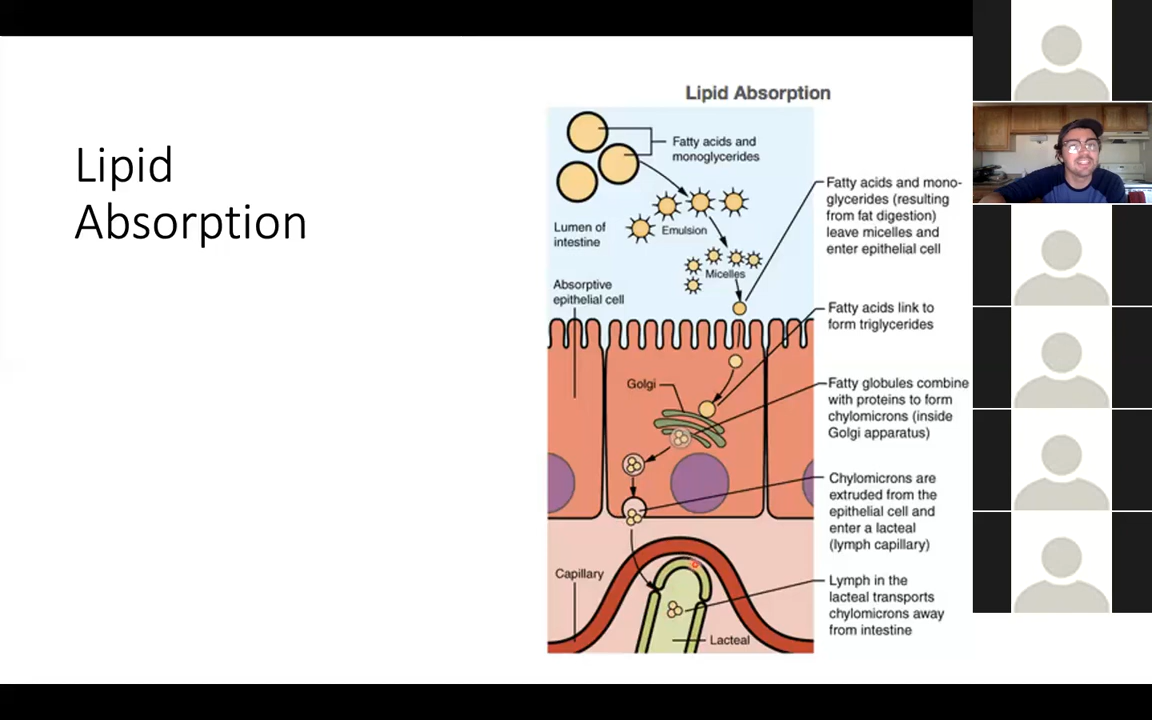 Lipid
Absorption
Lipid Absorption
Fatty acids and
monoglycerides
Lumen of
intestine
Emulsion
Micelles
Absorptive
epithelial cell
Golgi
Capillary
Lacteal
Fatty acids and mono-
glycerides (resulting
from fat digestion)
leave micelles and
enter epithelial cell
Fatty acids link to
form triglycerides
Fatty globules combine
with proteins to form
chylomicrons (inside
Golgi apparatus)
Chylomicrons are
extruded from the
epithelial cell and
enter a lacteal
(lymph capillary)
Lymph in the
lacteal transports
chylomicrons away
from intestine